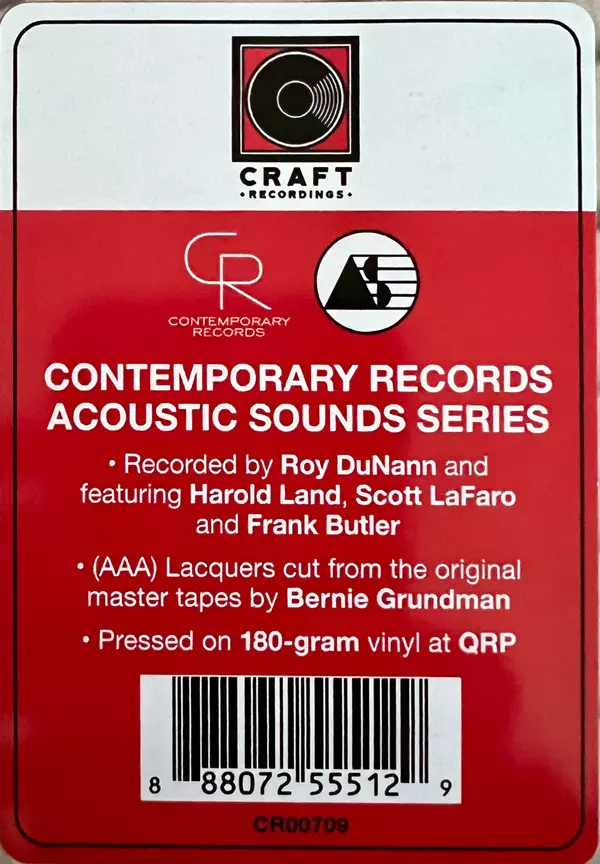 CRAFT
•RECORDINGS•
CR
AS
CONTEMPORARY
RECORDS
CONTEMPORARY RECORDS
ACOUSTIC SOUNDS SERIES
• Recorded by Roy DuNann and
featuring Harold Land, Scott LaFaro
and Frank Butler
• (AAA) Lacquers cut from the original
master tapes by Bernie Grundman
• Pressed on 180-gram vinyl at QRP
8 88072 55512 9
CR00709